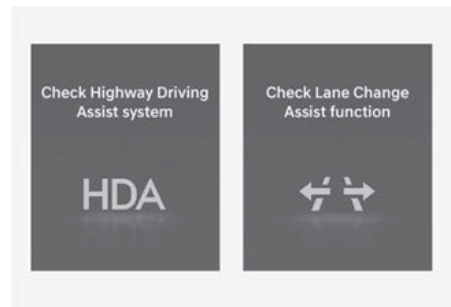 Check Highway Driving
Assist system
HDA
Check Lane Change
Assist function